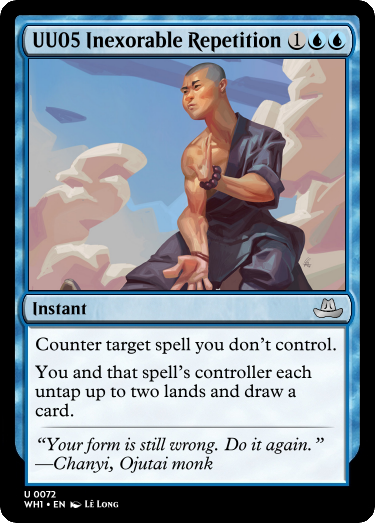 UU05 Inexorable Repetition 1
Instant
Counter target spell you don't control.
You and that spell's controller each
untap up to two lands and draw a
card.
"Your form is still wrong. Do it again."
—Chanyi, Ojutai monk
U 0072
WH1 • EN Lê Long